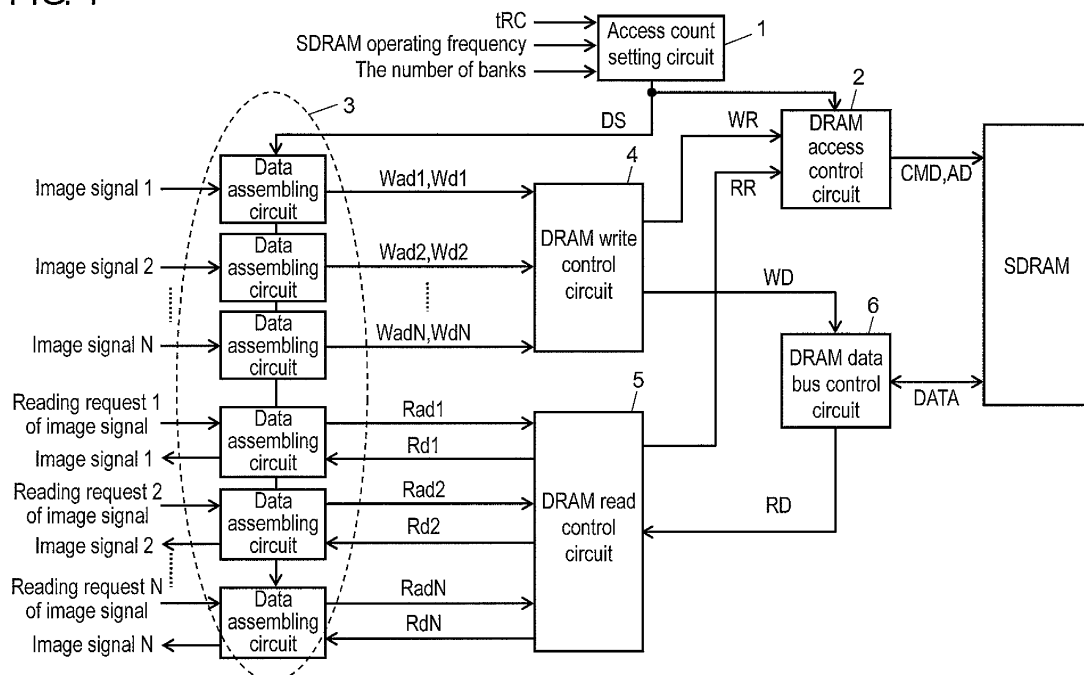 tRC
SDRAM operating frequency
The number of banks
Access count
setting circuit
1
2
3
DS
WR
RR
DRAM
access
control
circuit
CMD,AD
SDRAM
Image signal 1
Data
assembling
circuit
Wad1,Wd1
4
Image signal 2
Data
assembling
circuit
Wad2,Wd2
DRAM write
control
circuit
WD
Image signal N
Data
assembling
circuit
WadN,WdN
6
DRAM data
bus control
circuit
DATA
Reading request 1
of image signal
Image signal 1
Data
assembling
circuit
Rad1
Rd1
5
Reading request 2
of image signal
Image signal 2
Data
assembling
circuit
Rad2
Rd2
DRAM read
control
circuit
RD
Reading request N
of image signal
Image signal N
Data
assembling
circuit
RadN
RdN